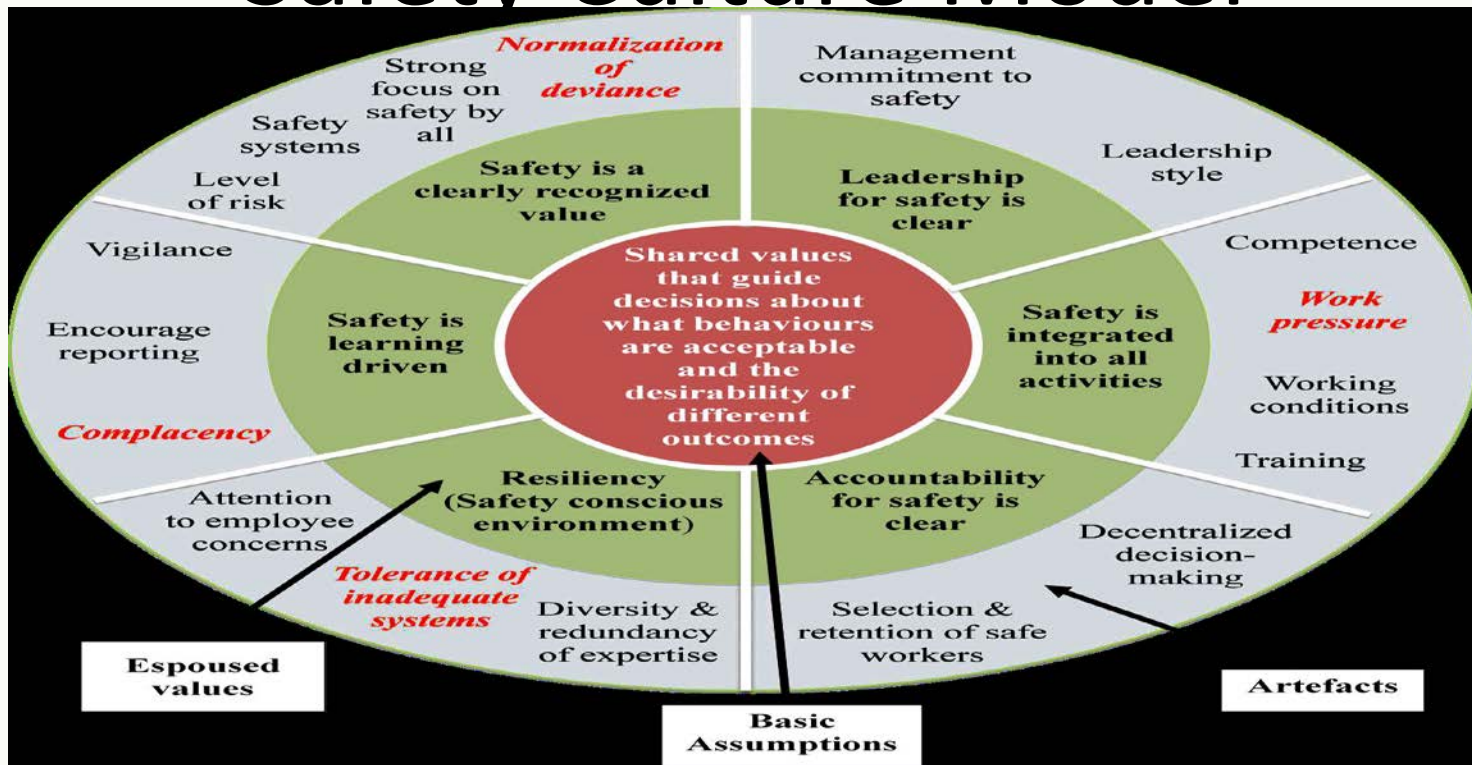 Safety Culture Model
Normalization
of
deviance
Strong
focus on
safety by
all
Safety
systems
Level
of risk
Safety is a
clearly recognized
value
Management
commitment to
safety
Leadership
style
Leadership
for safety is
clear
Competence
Work
pressure
Working
conditions
Training
Safety is
integrated
into all
activities
Vigilance
Encourage
reporting
Complacency
Safety is
learning
driven
Shared values
that guide
decisions about
what behaviours
are acceptable
and the
desirability of
different
outcomes
Resiliency
(Safety conscious
environment)
Attention
to employee
concerns
Tolerance of
inadequate
systems
Diversity &
redundancy
of expertise
Accountability
for safety is
clear
Decentralized
decision-
making
Selection &
retention of safe
workers
Espoused
values
Basic
Assumptions
Artefacts